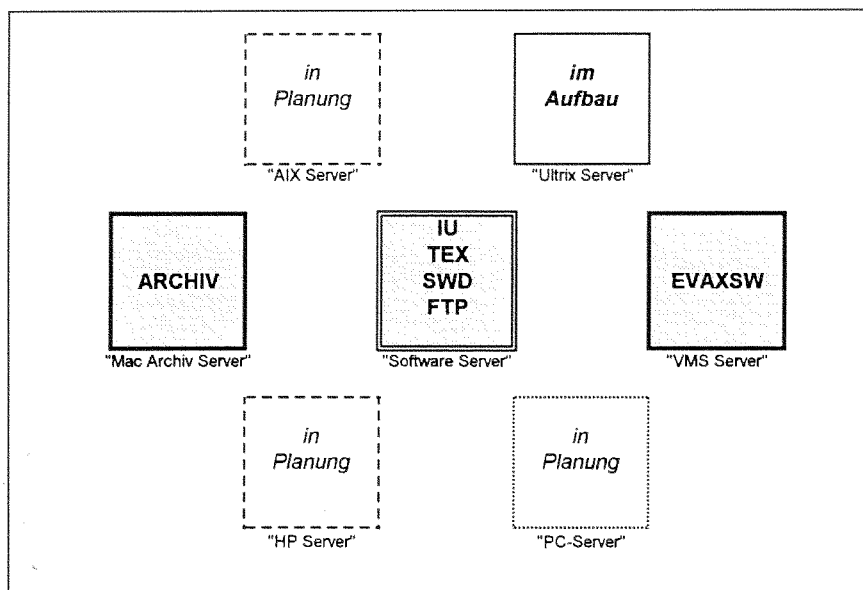 in
Planung
"AIX Server"
im
Aufbau
"Ultrix Server"
ARCHIV
"Mac Archiv Server"
IU
TEX
SWD
FTP
"Software Server"
EVAXSW
"VMS Server"
in
Planung
"HP Server"
in
Planung
"PC-Server"